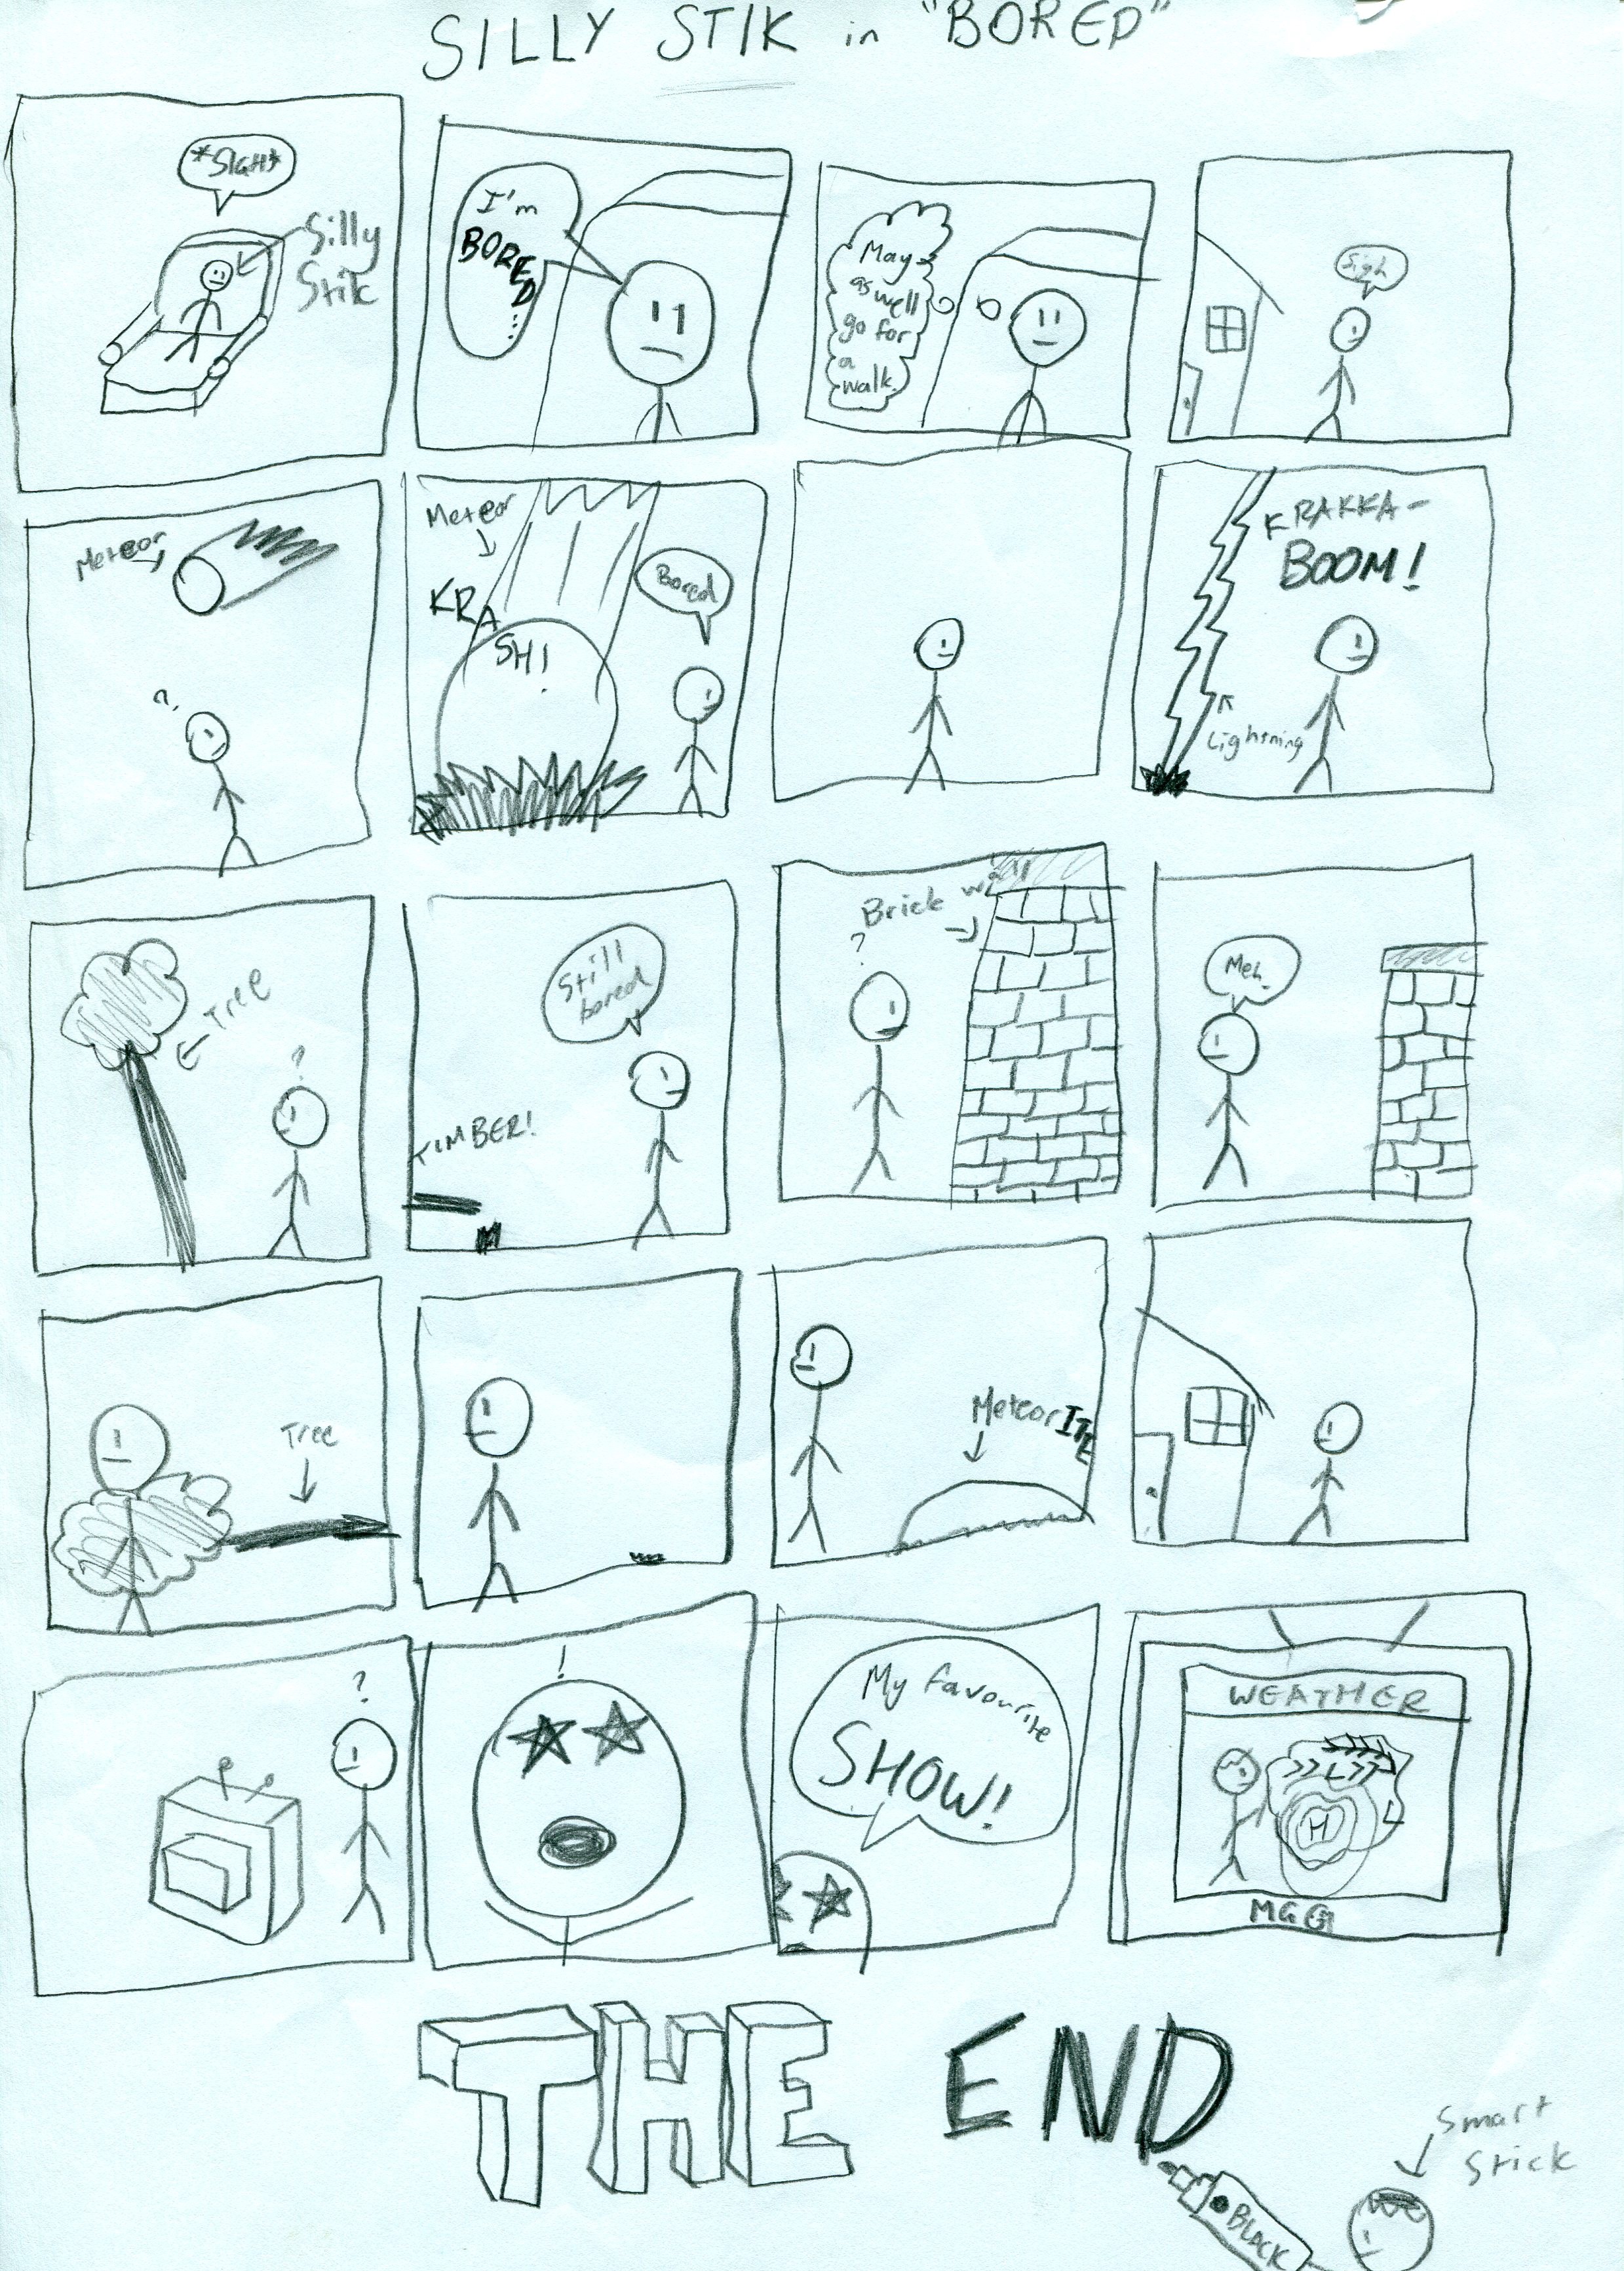 SILLY STIK in "BORED"
*SIGH*
Silly
Stik
I'm
BORED
...
May
as well
go for
a
walk.
Sigh
Meteor
?
Meteor
KRA
SH!
Bored
KRAKKA-
BOOM!
Lightning
Tree
?
Still
bored
TIMBER!
Brick wall
?
Meh.
Tree
MeteorITE
?
!
My favourite
SHOW!
WEATHER
L
H
L
MGG
THE END
Smart
Stick
BLACK